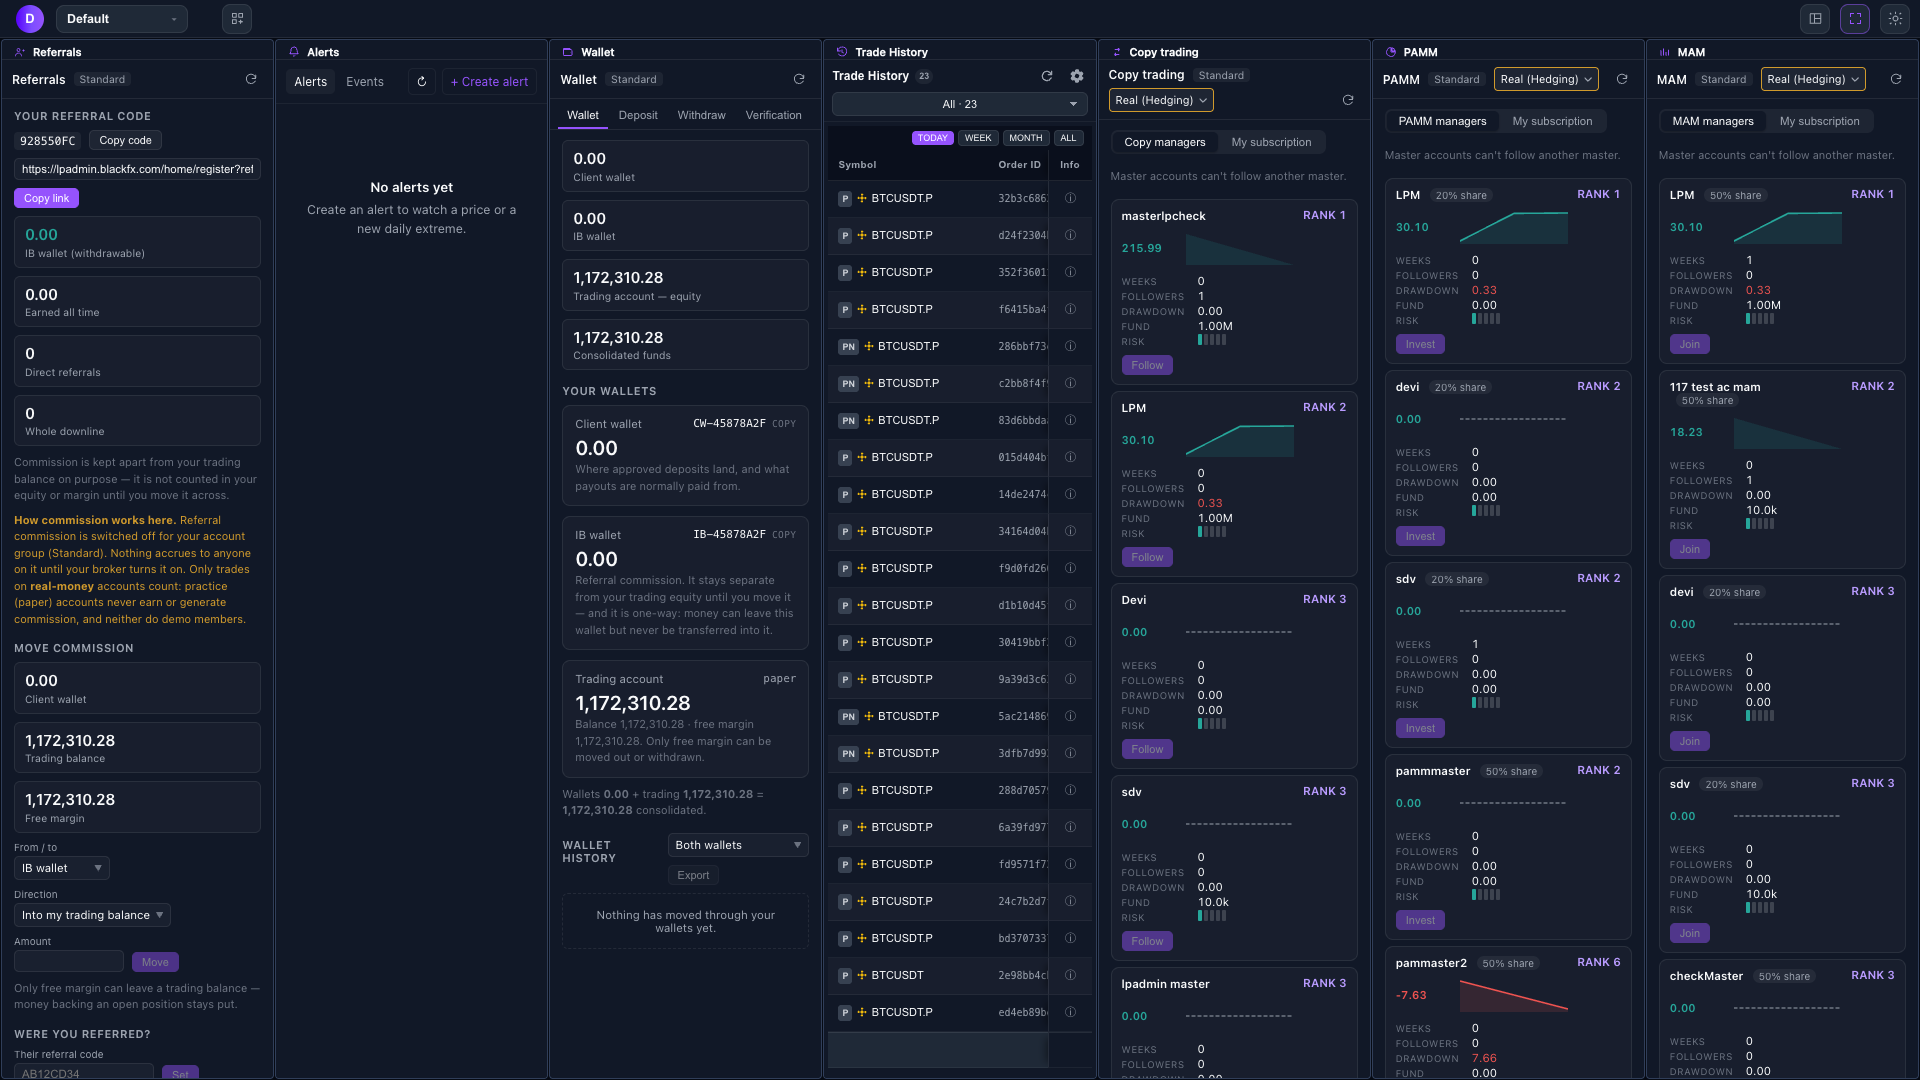 D
Default
Referrals
Referrals Standard
YOUR REFERRAL CODE
928550FC Copy code
https://lpadmin.blackfx.com/home/register?ref
Copy link
0.00
IB wallet (withdrawable)
0.00
Earned all time
0
Direct referrals
0
Whole downline
Commission is kept apart from your trading
balance on purpose — it is not counted in your
equity or margin until you move it across.
How commission works here. Referral
commission is switched off for your account
group (Standard). Nothing accrues to anyone
on it until your broker turns it on. Only trades
on real-money accounts count: practice
(paper) accounts never earn or generate
commission, and neither do demo members.
MOVE COMMISSION
0.00
Client wallet
1,172,310.28
Trading balance
1,172,310.28
Free margin
From / to
IB wallet
Direction
Into my trading balance
Amount
Move
Only free margin can leave a trading balance —
money backing an open position stays put.
WERE YOU REFERRED?
Their referral code
AB12CD34 Set
Alerts
Alerts Events + Create alert
No alerts yet
Create an alert to watch a price or a
new daily extreme.
Wallet
Wallet Standard
Wallet Deposit Withdraw Verification
0.00
Client wallet
0.00
IB wallet
1,172,310.28
Trading account — equity
1,172,310.28
Consolidated funds
YOUR WALLETS
Client wallet CW-45878A2F COPY
0.00
Where approved deposits land, and what
payouts are normally paid from.
IB wallet IB-45878A2F COPY
0.00
Referral commission. It stays separate
from your trading equity until you move it
— and it is one-way: money can leave this
wallet but never be transferred into it.
Trading account paper
1,172,310.28
Balance 1,172,310.28 · free margin
1,172,310.28. Only free margin can be
moved out or withdrawn.
Wallets 0.00 + trading 1,172,310.28 =
1,172,310.28 consolidated.
WALLET
HISTORY
Both wallets
Export
Nothing has moved through your
wallets yet.
Trade History
Trade History 23
All · 23
TODAY WEEK MONTH ALL
Symbol Order ID Info
P BTCUSDT.P 32b3c686
P BTCUSDT.P d24f2304
P BTCUSDT.P 352f3601
P BTCUSDT.P f6415ba4
PN BTCUSDT.P 286bbf73
PN BTCUSDT.P c2bb8f4f
PN BTCUSDT.P 83d6bbda
P BTCUSDT.P 015d404b
P BTCUSDT.P 14de2474
P BTCUSDT.P 34164d04
P BTCUSDT.P f9d0fd26
P BTCUSDT.P d1b10d45
P BTCUSDT.P 30419bbf
P BTCUSDT.P 9a39d3c6
PN BTCUSDT.P 5ac21486
PN BTCUSDT.P 3dfb7d99
P BTCUSDT.P 288d7057
P BTCUSDT.P 6a39fd97
P BTCUSDT.P fd9571f7
P BTCUSDT.P 24c7b2d7
P BTCUSDT.P bd370733
P BTCUSDT 2e98bb4c
P BTCUSDT.P ed4eb89b
Copy trading
Copy trading Standard
Real (Hedging)
Copy managers My subscription
Master accounts can't follow another master.
masterlpcheck RANK 1
215.99
WEEKS 0
FOLLOWERS 1
DRAWDOWN 0.00
FUND 1.00M
RISK
Follow
LPM RANK 2
30.10
WEEKS 0
FOLLOWERS 0
DRAWDOWN 0.33
FUND 1.00M
RISK
Follow
Devi RANK 3
0.00
WEEKS 0
FOLLOWERS 0
DRAWDOWN 0.00
FUND 0.00
RISK
Follow
sdv RANK 3
0.00
WEEKS 0
FOLLOWERS 0
DRAWDOWN 0.00
FUND 10.0k
RISK
Follow
lpadmin master RANK 3
0.00
WEEKS 0
FOLLOWERS 0
DRAWDOWN 0.00
PAMM
PAMM Standard Real (Hedging)
PAMM managers My subscription
Master accounts can't follow another master.
LPM 20% share RANK 1
30.10
WEEKS 0
FOLLOWERS 0
DRAWDOWN 0.33
FUND 0.00
RISK
Invest
devi 20% share RANK 2
0.00
WEEKS 0
FOLLOWERS 0
DRAWDOWN 0.00
FUND 0.00
RISK
Invest
sdv 20% share RANK 2
0.00
WEEKS 1
FOLLOWERS 0
DRAWDOWN 0.00
FUND 0.00
RISK
Invest
pammmaster 50% share RANK 2
0.00
WEEKS 0
FOLLOWERS 0
DRAWDOWN 0.00
FUND 0.00
RISK
Invest
pammaster2 50% share RANK 6
-7.63
WEEKS 0
FOLLOWERS 0
DRAWDOWN 7.66
FUND 0.00
MAM
MAM Standard Real (Hedging)
MAM managers My subscription
Master accounts can't follow another master.
LPM 50% share RANK 1
30.10
WEEKS 1
FOLLOWERS 0
DRAWDOWN 0.33
FUND 1.00M
RISK
Join
117 test ac mam RANK 2
50% share
18.23
WEEKS 0
FOLLOWERS 1
DRAWDOWN 0.00
FUND 10.0k
RISK
Join
devi 20% share RANK 3
0.00
WEEKS 0
FOLLOWERS 0
DRAWDOWN 0.00
FUND 0.00
RISK
Join
sdv 20% share RANK 3
0.00
WEEKS 0
FOLLOWERS 0
DRAWDOWN 0.00
FUND 10.0k
RISK
Join
checkMaster 50% share RANK 3
0.00
WEEKS 0
FOLLOWERS 0
DRAWDOWN 0.00
FUND 0.00